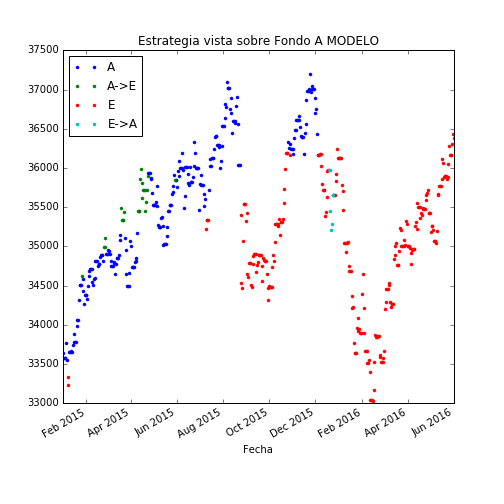 Estrategia vista sobre Fondo A MODELO
37500
37000
36500
36000
35500
35000
34500
34000
33500
33000
A
A->E
E
E->A
Feb 2015
Apr 2015
Jun 2015
Aug 2015
Oct 2015
Dec 2015
Feb 2016
Apr 2016
Jun 2016
Fecha